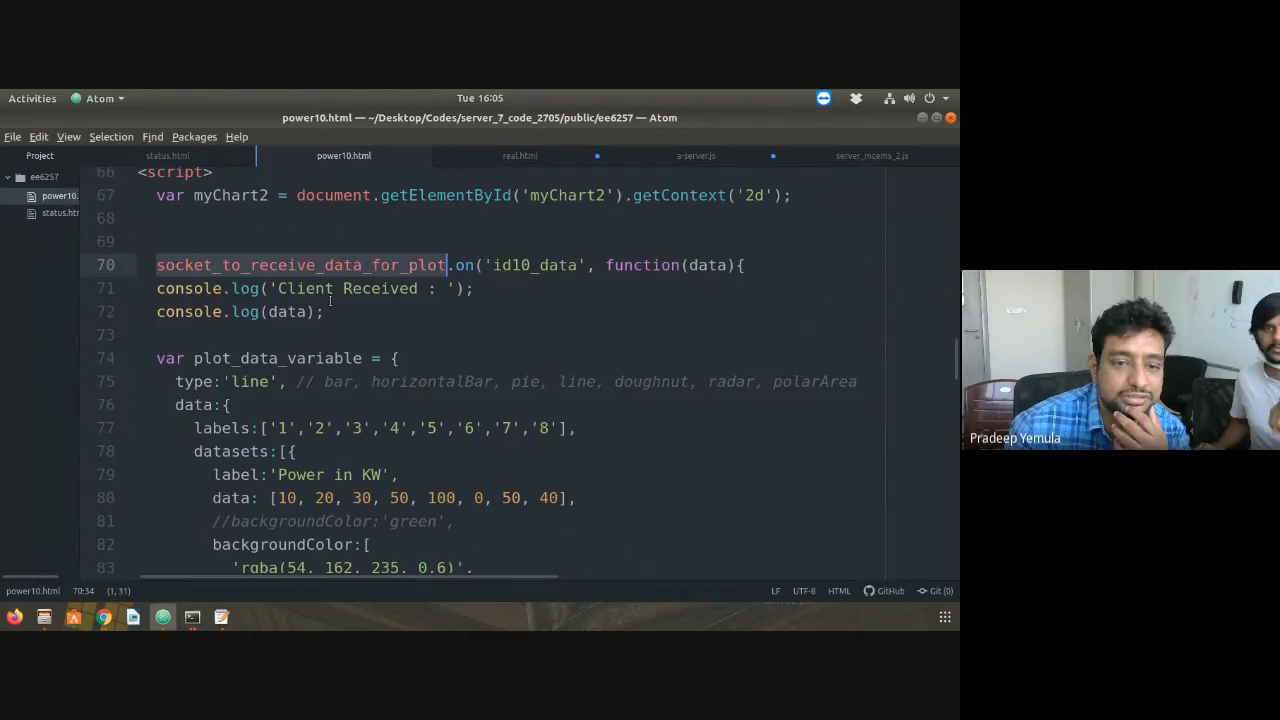 Activities Atom Tue 16:05
power10.html — ~/Desktop/Codes/server_7_code_2705/public/ee6257 — Atom
File Edit View Selection Find Packages Help
Project status.html power10.html real.html a-server.js server_mcems_2.js
ee6257
power10.
status.htr
66 <script>
67 var myChart2 = document.getElementById('myChart2').getContext('2d');
68
69
70 socket_to_receive_data_for_plot.on('id10_data', function(data){
71 console.log('Client Received : ');
72 console.log(data);
73
74 var plot_data_variable = {
75 type:'line', // bar, horizontalBar, pie, line, doughnut, radar, polarArea
76 data:{
77 labels:['1','2','3','4','5','6','7','8'],
78 datasets:[{
79 label:'Power in KW',
80 data: [10, 20, 30, 50, 100, 0, 50, 40],
81 //backgroundColor:'green',
82 backgroundColor:[
83 'rgba(54, 162, 235, 0.6)',
power10.html 70:34 (1, 31) LF UTF-8 HTML GitHub Git (0)
Pradeep Yemula